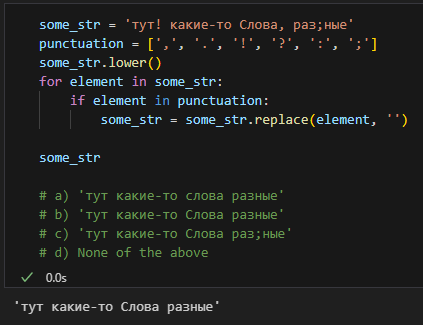 some_str = 'тут! какие-то Слова, раз;ные'
punctuation = [',', '.', '!', '?', ':', ';']
some_str.lower()
for element in some_str:
    if element in punctuation:
        some_str = some_str.replace(element, '')

some_str

# a) 'тут какие-то слова разные'
# b) 'тут какие-то Слова разные'
# c) 'тут какие-то Слова раз;ные'
# d) None of the above
0.0s
'тут какие-то Слова разные'